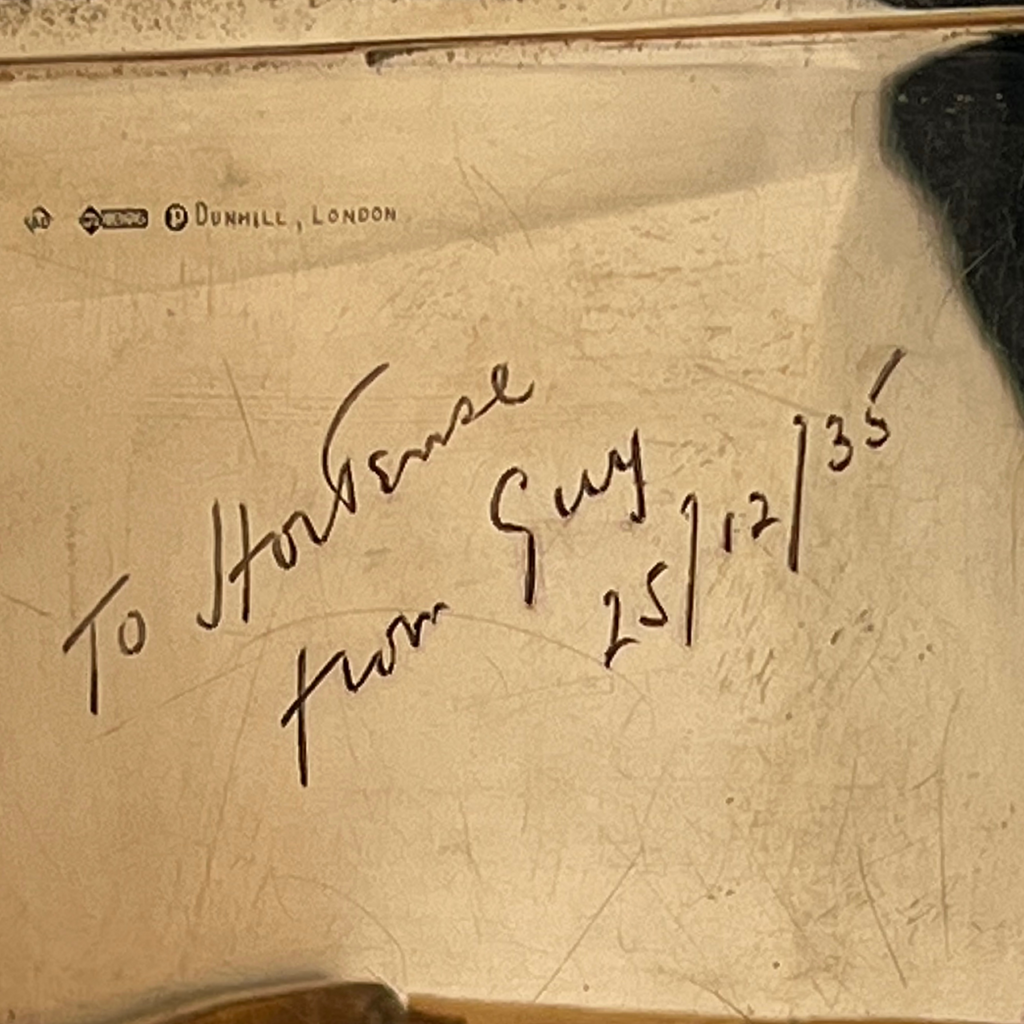 DUNHILL, LONDON
To Hortense
from Guy
25/12/35